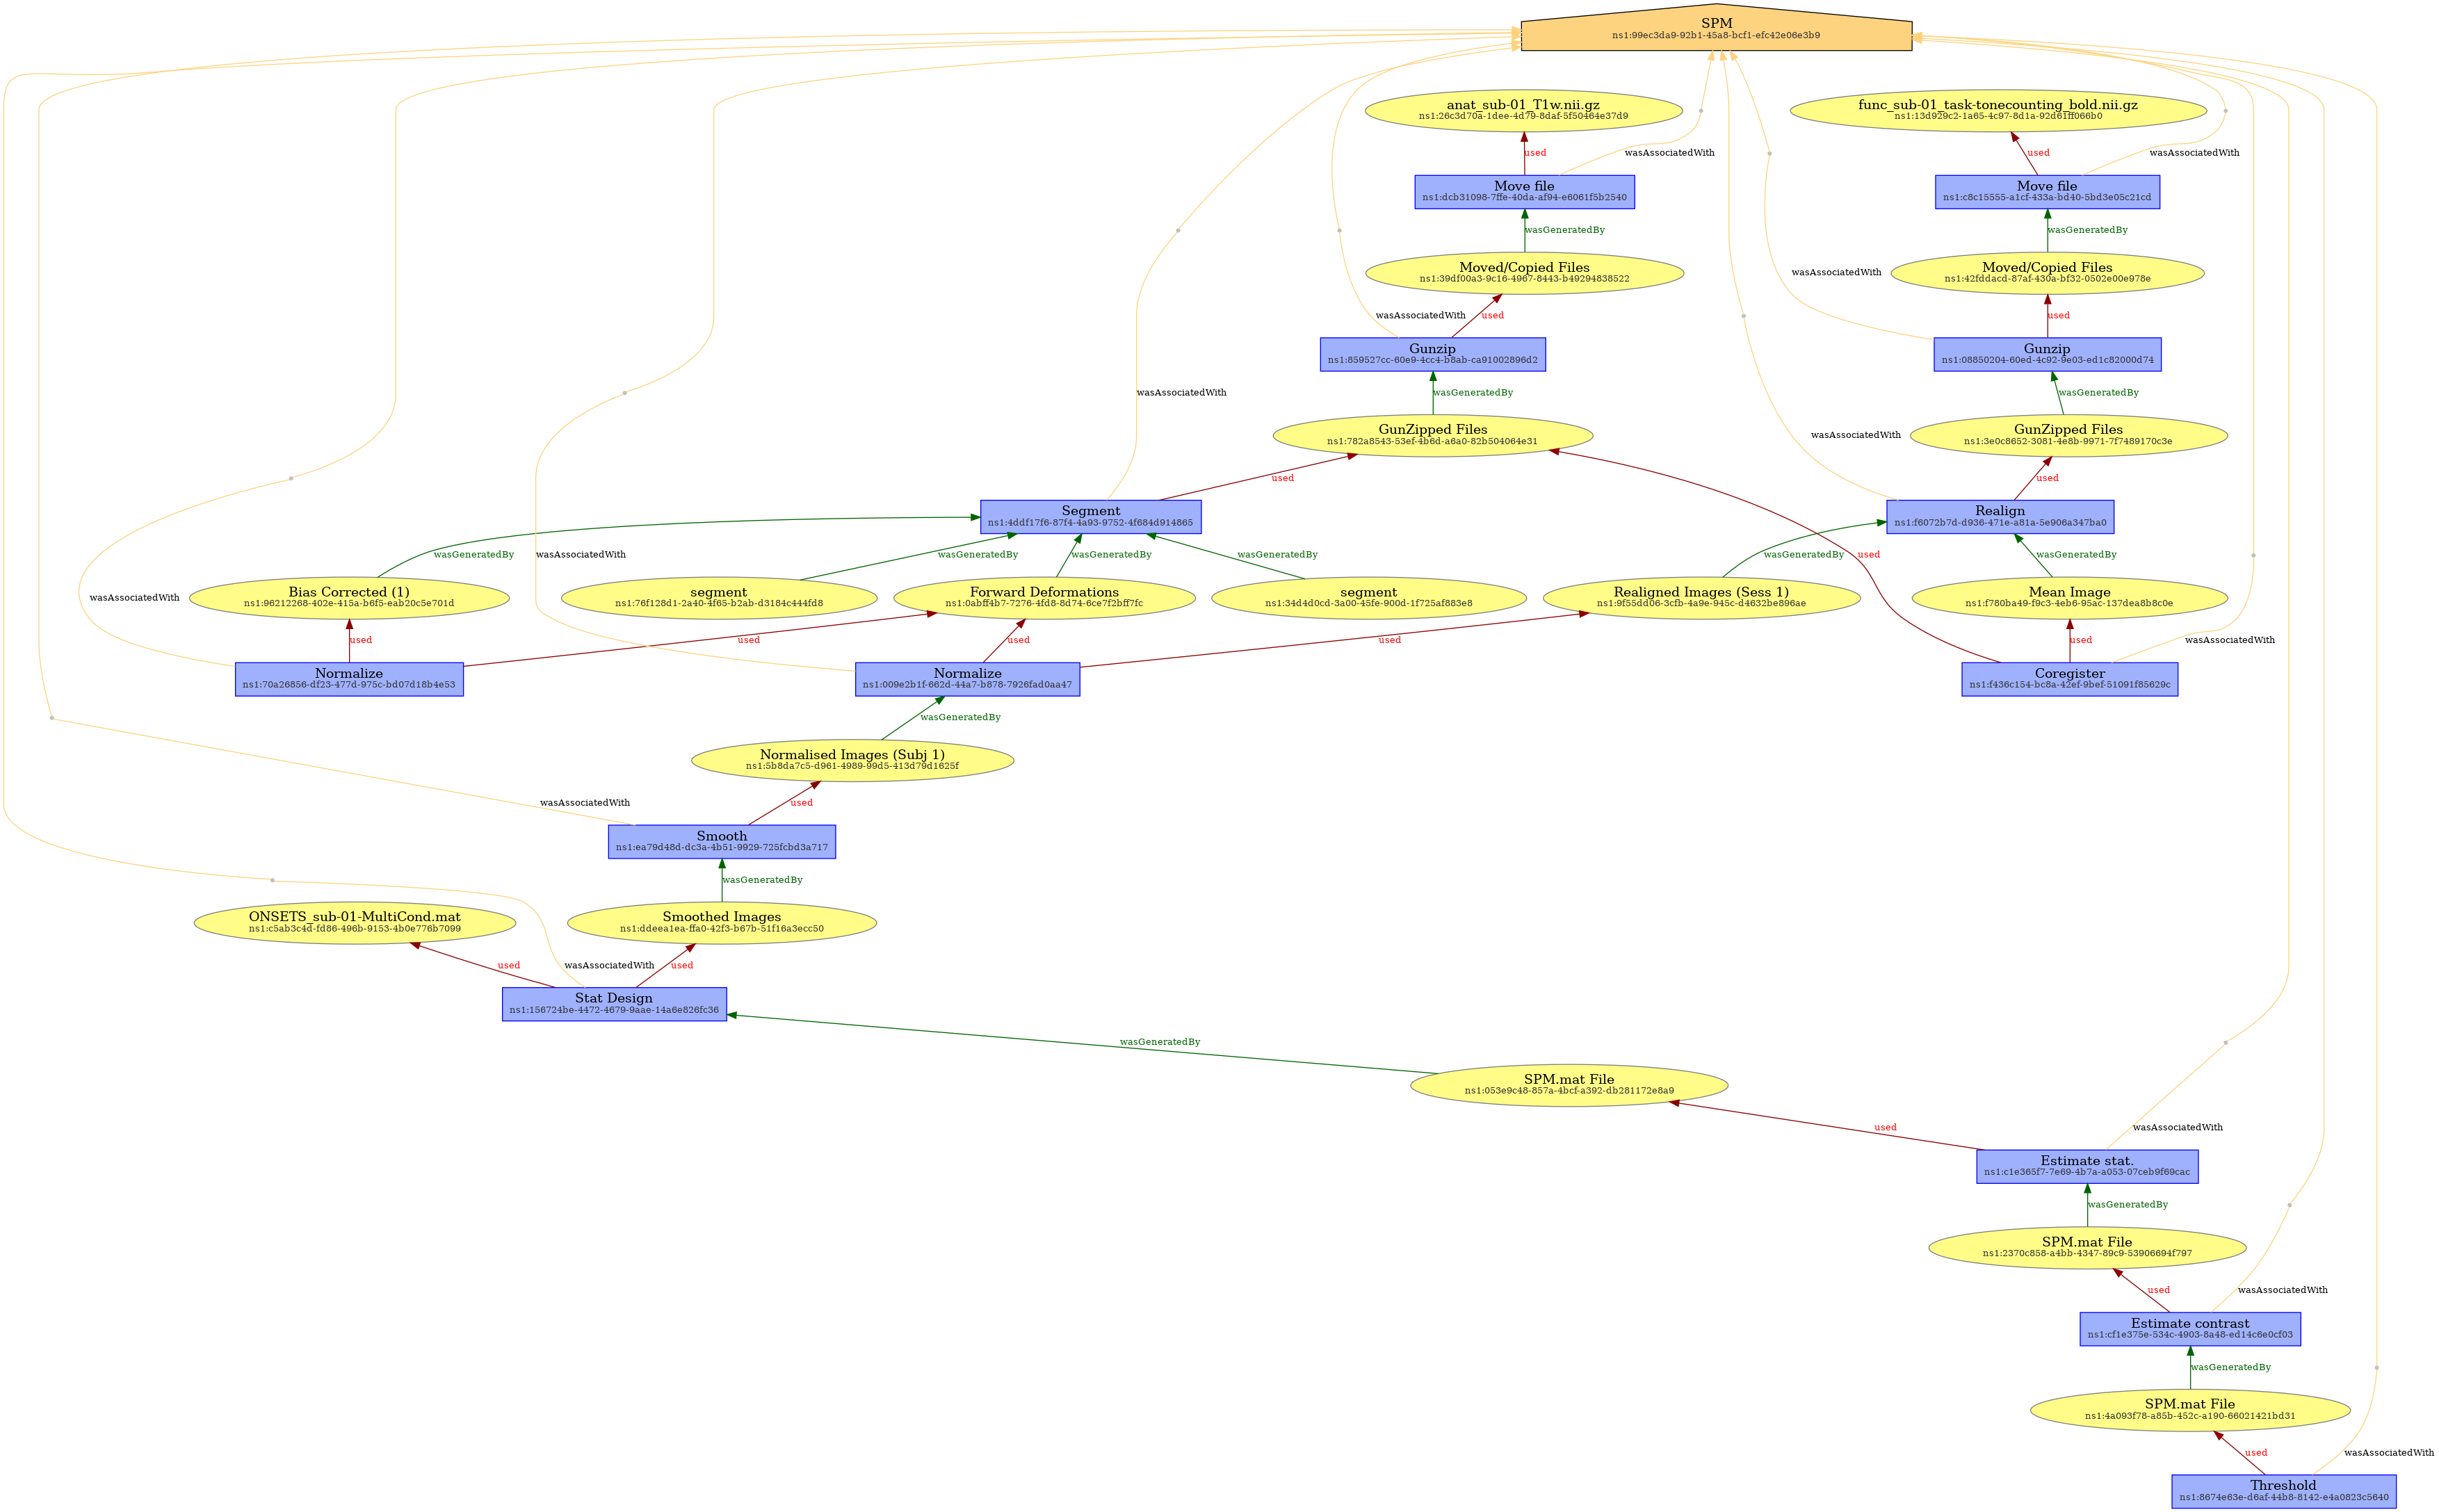 SPM
ns1:99ec3da9-92b1-45a8-bcf1-efc42e06e3b9
anat_sub-01_T1w.nii.gz
ns1:26c3d70a-1dee-4d79-8daf-5f50464e37d9
func_sub-01_task-tonecounting_bold.nii.gz
ns1:13d929c2-1a65-4c97-8d1a-92d61ff066b0
used
wasAssociatedWith
used
wasAssociatedWith
Move file
ns1:dcb31098-7ffe-40da-af94-e6061f5b2540
Move file
ns1:c8c15555-a1cf-433a-bd40-5bd3e05c21cd
wasGeneratedBy
wasGeneratedBy
Moved/Copied Files
ns1:39df00a3-9c16-4967-8443-b49294838522
Moved/Copied Files
ns1:42fddacd-87af-430a-bf32-0502e00e978e
wasAssociatedWith
wasAssociatedWith
used
used
Gunzip
ns1:859527cc-60e9-4cc4-b8ab-ca91002896d2
Gunzip
ns1:08850204-60ed-4c92-9e03-ed1c82000d74
wasAssociatedWith
wasGeneratedBy
wasGeneratedBy
GunZipped Files
ns1:782a8543-53ef-4b6d-a6a0-82b504064e31
wasAssociatedWith
GunZipped Files
ns1:3e0c8652-3081-4e8b-9971-7f7489170c3e
used
used
Segment
ns1:4ddf17f6-87f4-4a93-9752-4f684d914865
Realign
ns1:f6072b7d-d936-471e-a81a-5e906a347ba0
wasGeneratedBy
wasAssociatedWith
wasGeneratedBy
wasGeneratedBy
wasGeneratedBy
wasGeneratedBy
used
wasGeneratedBy
wasAssociatedWith
Bias Corrected (1)
ns1:96212268-402e-415a-b6f5-eab20c5e701d
segment
ns1:76f128d1-2a40-4f65-b2ab-d3184c444fd8
Forward Deformations
ns1:0abff4b7-7276-4fd8-8d74-6ce7f2bff7fc
segment
ns1:34d4d0cd-3a00-45fe-900d-1f725af883e8
Realigned Images (Sess 1)
ns1:9f55dd06-3cfb-4a9e-945c-d4632be896ae
Mean Image
ns1:f780ba49-f9c3-4eb6-95ac-137dea8b8c0e
used
used
used
used
used
wasAssociatedWith
Normalize
ns1:70a26856-df23-477d-975c-bd07d18b4e53
Normalize
ns1:009e2b1f-662d-44a7-b878-7926fad0aa47
Coregister
ns1:f436c154-bc8a-42ef-9bef-51091f85629c
wasGeneratedBy
Normalised Images (Subj 1)
ns1:5b8da7c5-d961-4989-99d5-413d79d1625f
wasAssociatedWith
used
Smooth
ns1:ea79d48d-dc3a-4b51-9929-725fcbd3a717
wasGeneratedBy
ONSETS_sub-01-MultiCond.mat
ns1:c5ab3c4d-fd86-496b-9153-4b0e776b7099
Smoothed Images
ns1:ddeea1ea-ffa0-42f3-b67b-51f16a3ecc50
used
wasAssociatedWith
used
Stat Design
ns1:156724be-4472-4679-9aae-14a6e826fc36
wasGeneratedBy
SPM.mat File
ns1:053e9c48-857a-4bcf-a392-db281172e8a9
used
wasAssociatedWith
Estimate stat.
ns1:c1e365f7-7e69-4b7a-a053-07ceb9f69cac
wasGeneratedBy
SPM.mat File
ns1:2370c858-a4bb-4347-89c9-53906694f797
used
wasAssociatedWith
Estimate contrast
ns1:cf1e375e-534c-4903-8a48-ed14c6e0cf03
wasGeneratedBy
SPM.mat File
ns1:4a093f78-a85b-452c-a190-66021421bd31
used
wasAssociatedWith
Threshold
ns1:8674e63e-d6af-44b8-8142-e4a0823c5640